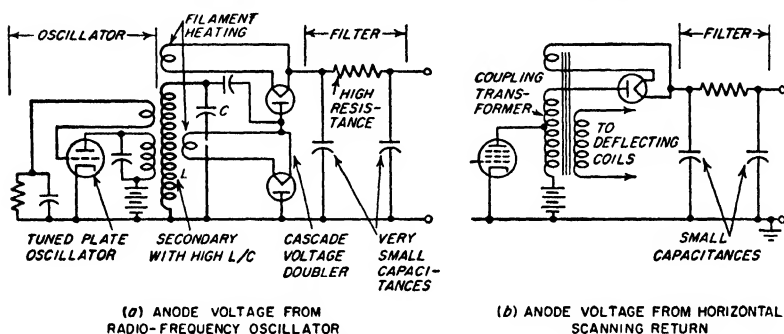 FILAMENT
HEATING
OSCILLATOR
FILTER
HIGH
RESIS-
TANCE
C
L
TUNED PLATE
OSCILLATOR
SECONDARY
WITH HIGH L/C
CASCADE
VOLTAGE
DOUBLER
VERY
SMALL
CAPACI-
TANCES
(a) ANODE VOLTAGE FROM
RADIO-FREQUENCY OSCILLATOR
FILTER
COUPLING
TRANS-
FORMER
TO
DEFLECTING
COILS
SMALL
CAPACITANCES
(b) ANODE VOLTAGE FROM HORIZONTAL
SCANNING RETURN